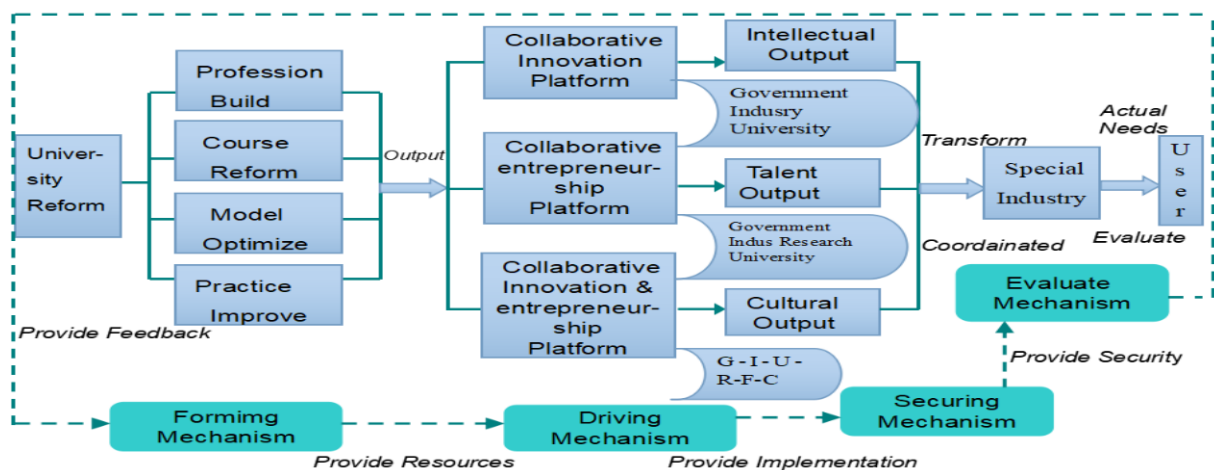 Univer-
sity
Reform
Profession
Build
Course
Reform
Model
Optimize
Practice
Improve
Output
Collaborative
Innovation
Platform
Collaborative
entrepreneur-
ship Platform
Collaborative
Innovation &
entrepreneur-
ship
Platform
Intellectual
Output
Government
Indusry
University
Talent
Output
Government
Indus Research
University
Cultural
Output
G - I - U -
R-F-C
Transform
Coordainated
Special
Industry
Actual
Needs
Evaluate
U
s
e
r
Evaluate
Mechanism
Provide Security
Securing
Mechanism
Provide Feedback
Formimg
Mechanism
Provide Resources
Driving
Mechanism
Provide Implementation